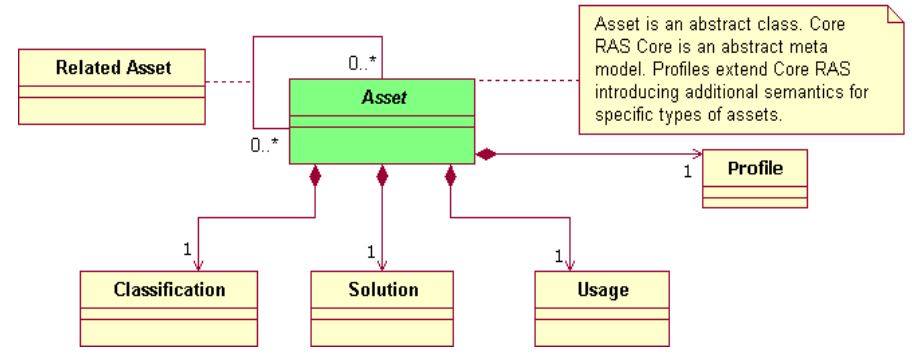 Asset is an abstract class. Core
RAS Core is an abstract meta
model. Profiles extend Core RAS
introducing additional semantics for
specific types of assets.
Related Asset
0..*
Asset
0..*
1
Profile
1
1
1
Classification
Solution
Usage